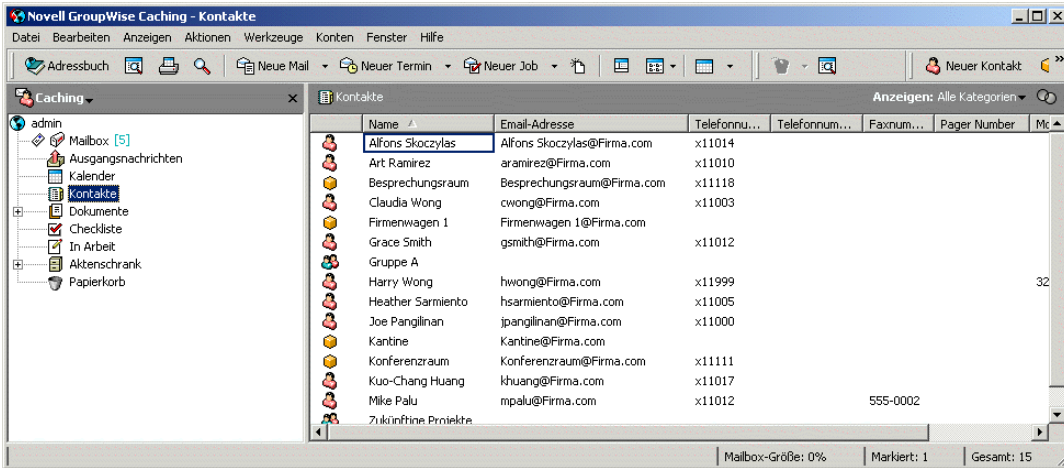 Novell GroupWise Caching - Kontakte
Datei Bearbeiten Anzeigen Aktionen Werkzeuge Konten Fenster Hilfe
Adressbuch Neue Mail Neuer Termin Neuer Job Neuer Kontakt »
Caching
Kontakte Anzeigen: Alle Kategorien
admin
Mailbox [5]
Ausgangsnachrichten
Kalender
Kontakte
Dokumente
Checkliste
In Arbeit
Aktenschrank
Papierkorb
Name Email-Adresse Telefonnu... Telefonnum... Faxnum... Pager Number Mo
Alfons Skoczylas Alfons Skoczylas@Firma.com x11014
Art Ramirez aramirez@Firma.com x11010
Besprechungsraum Besprechungsraum@Firma.com x11118
Claudia Wong cwong@Firma.com x11003
Firmenwagen 1 Firmenwagen 1@Firma.com
Grace Smith gsmith@Firma.com x11012
Gruppe A
Harry Wong hwong@Firma.com x11999 32
Heather Sarmiento hsarmiento@Firma.com x11005
Joe Pangilinan jpangilinan@Firma.com x11000
Kantine Kantine@Firma.com
Konferenzraum Konferenzraum@Firma.com x11111
Kuo-Chang Huang khuang@Firma.com x11017
Mike Palu mpalu@Firma.com x11012 555-0002
Zukünftige Projekte
Mailbox-Größe: 0% Markiert: 1 Gesamt: 15